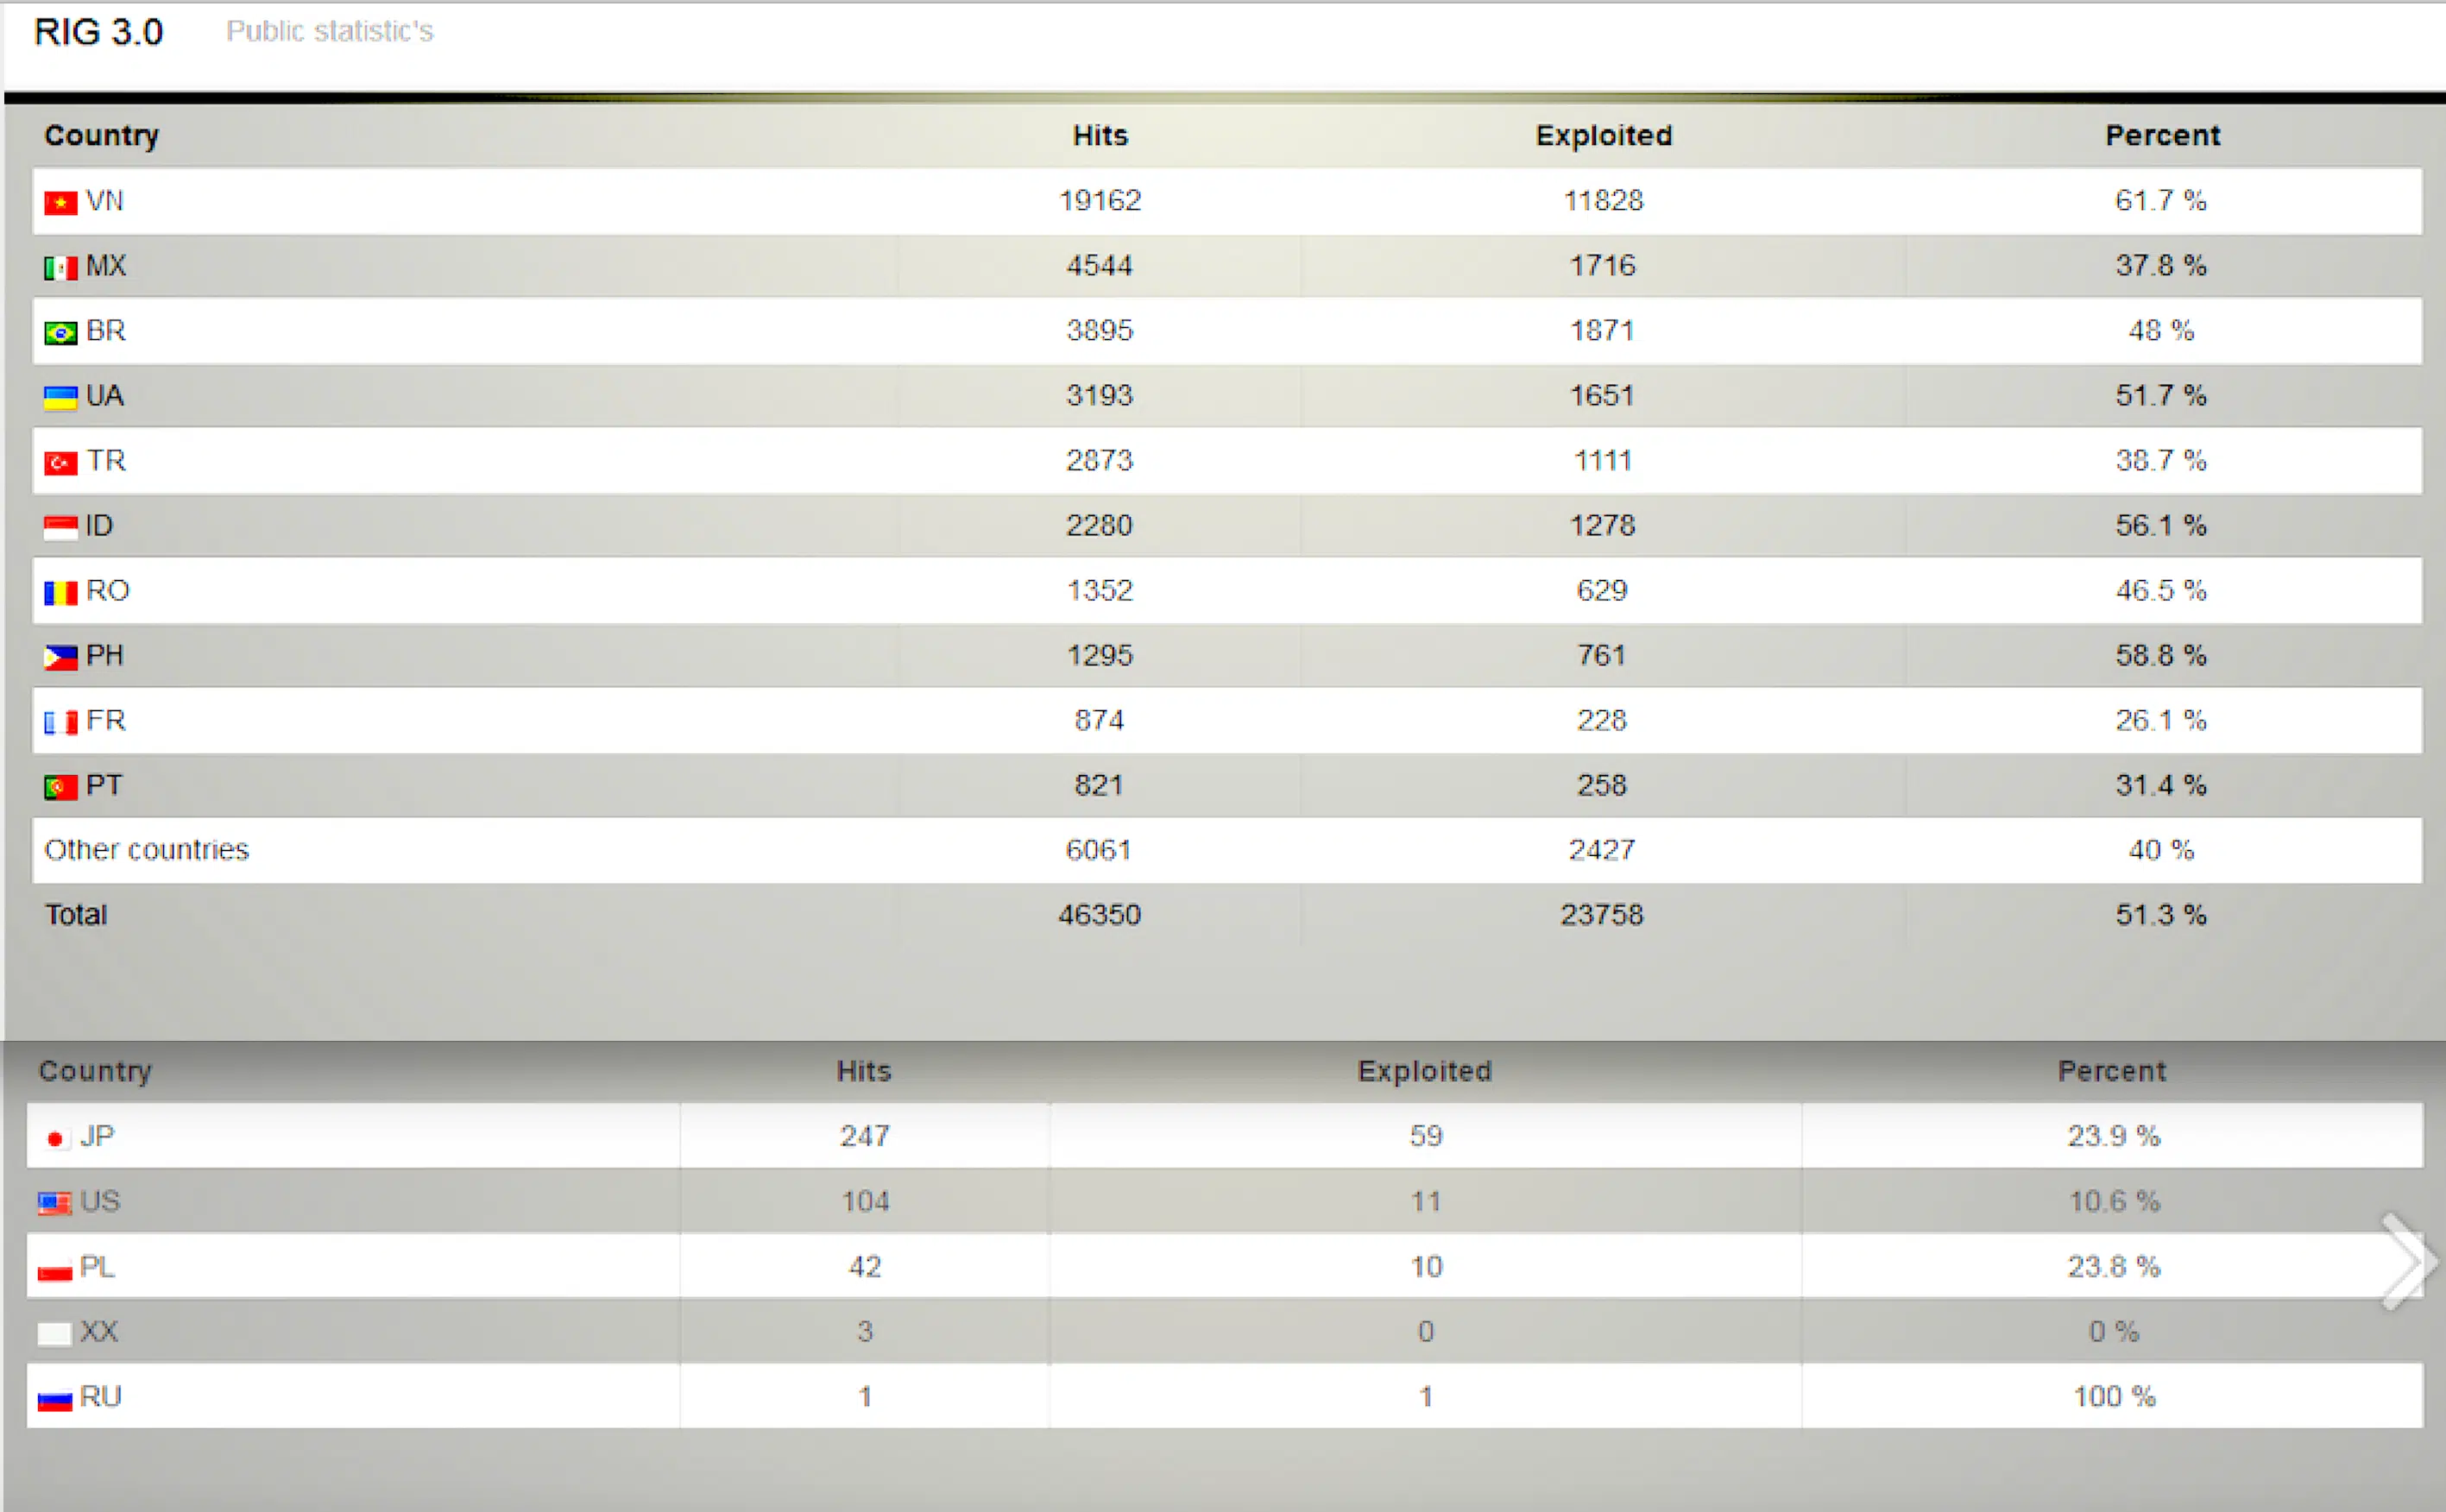 RIG 3.0 Public statistic's
Country Hits Exploited Percent
VN 19162 11828 61.7 %
MX 4544 1716 37.8 %
BR 3895 1871 48 %
UA 3193 1651 51.7 %
TR 2873 1111 38.7 %
ID 2280 1278 56.1 %
RO 1352 629 46.5 %
PH 1295 761 58.8 %
FR 874 228 26.1 %
PT 821 258 31.4 %
Other countries 6061 2427 40 %
Total 46350 23758 51.3 %
Country Hits Exploited Percent
JP 247 59 23.9 %
US 104 11 10.6 %
PL 42 10 23.8 %
XX 3 0 0 %
RU 1 1 100 %